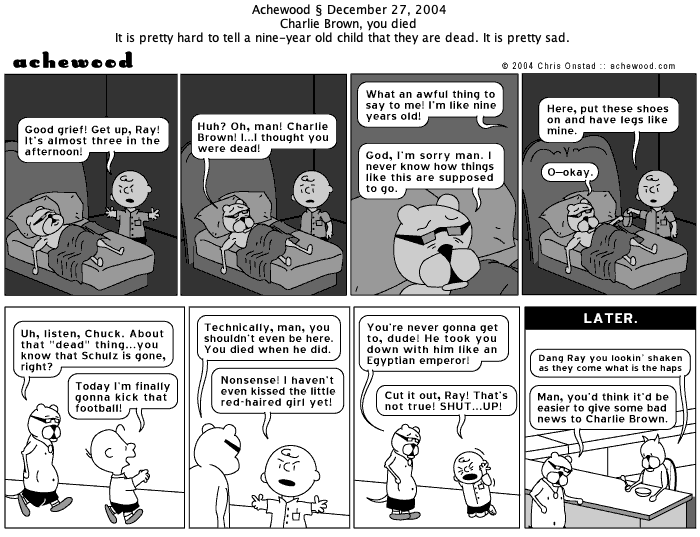 Achewood § December 27, 2004
Charlie Brown, you died
It is pretty hard to tell a nine-year old child that they are dead. It is pretty sad.
achewood
© 2004 Chris Onstad :: achewood.com
Good grief! Get up, Ray!
It's almost three in the
afternoon!
Huh? Oh, man! Charlie
Brown! I...I thought you
were dead!
What an awful thing to
say to me! I'm like nine
years old!
God, I'm sorry man. I
never know how things
like this are supposed
to go.
Here, put these shoes
on and have legs like
mine.
O-okay.
Uh, listen, Chuck. About
that "dead" thing...you
know that Schulz is gone,
right?
Today I'm finally
gonna kick that
football!
Technically, man, you
shouldn't even be here.
You died when he did.
Nonsense! I haven't
even kissed the little
red-haired girl yet!
You're never gonna get
to, dude! He took you
down with him like an
Egyptian emperor!
Cut it out, Ray! That's
not true! SHUT...UP!
LATER.
Dang Ray you lookin' shaken
as they come what is the haps
Man, you'd think it'd be
easier to give some bad
news to Charlie Brown.